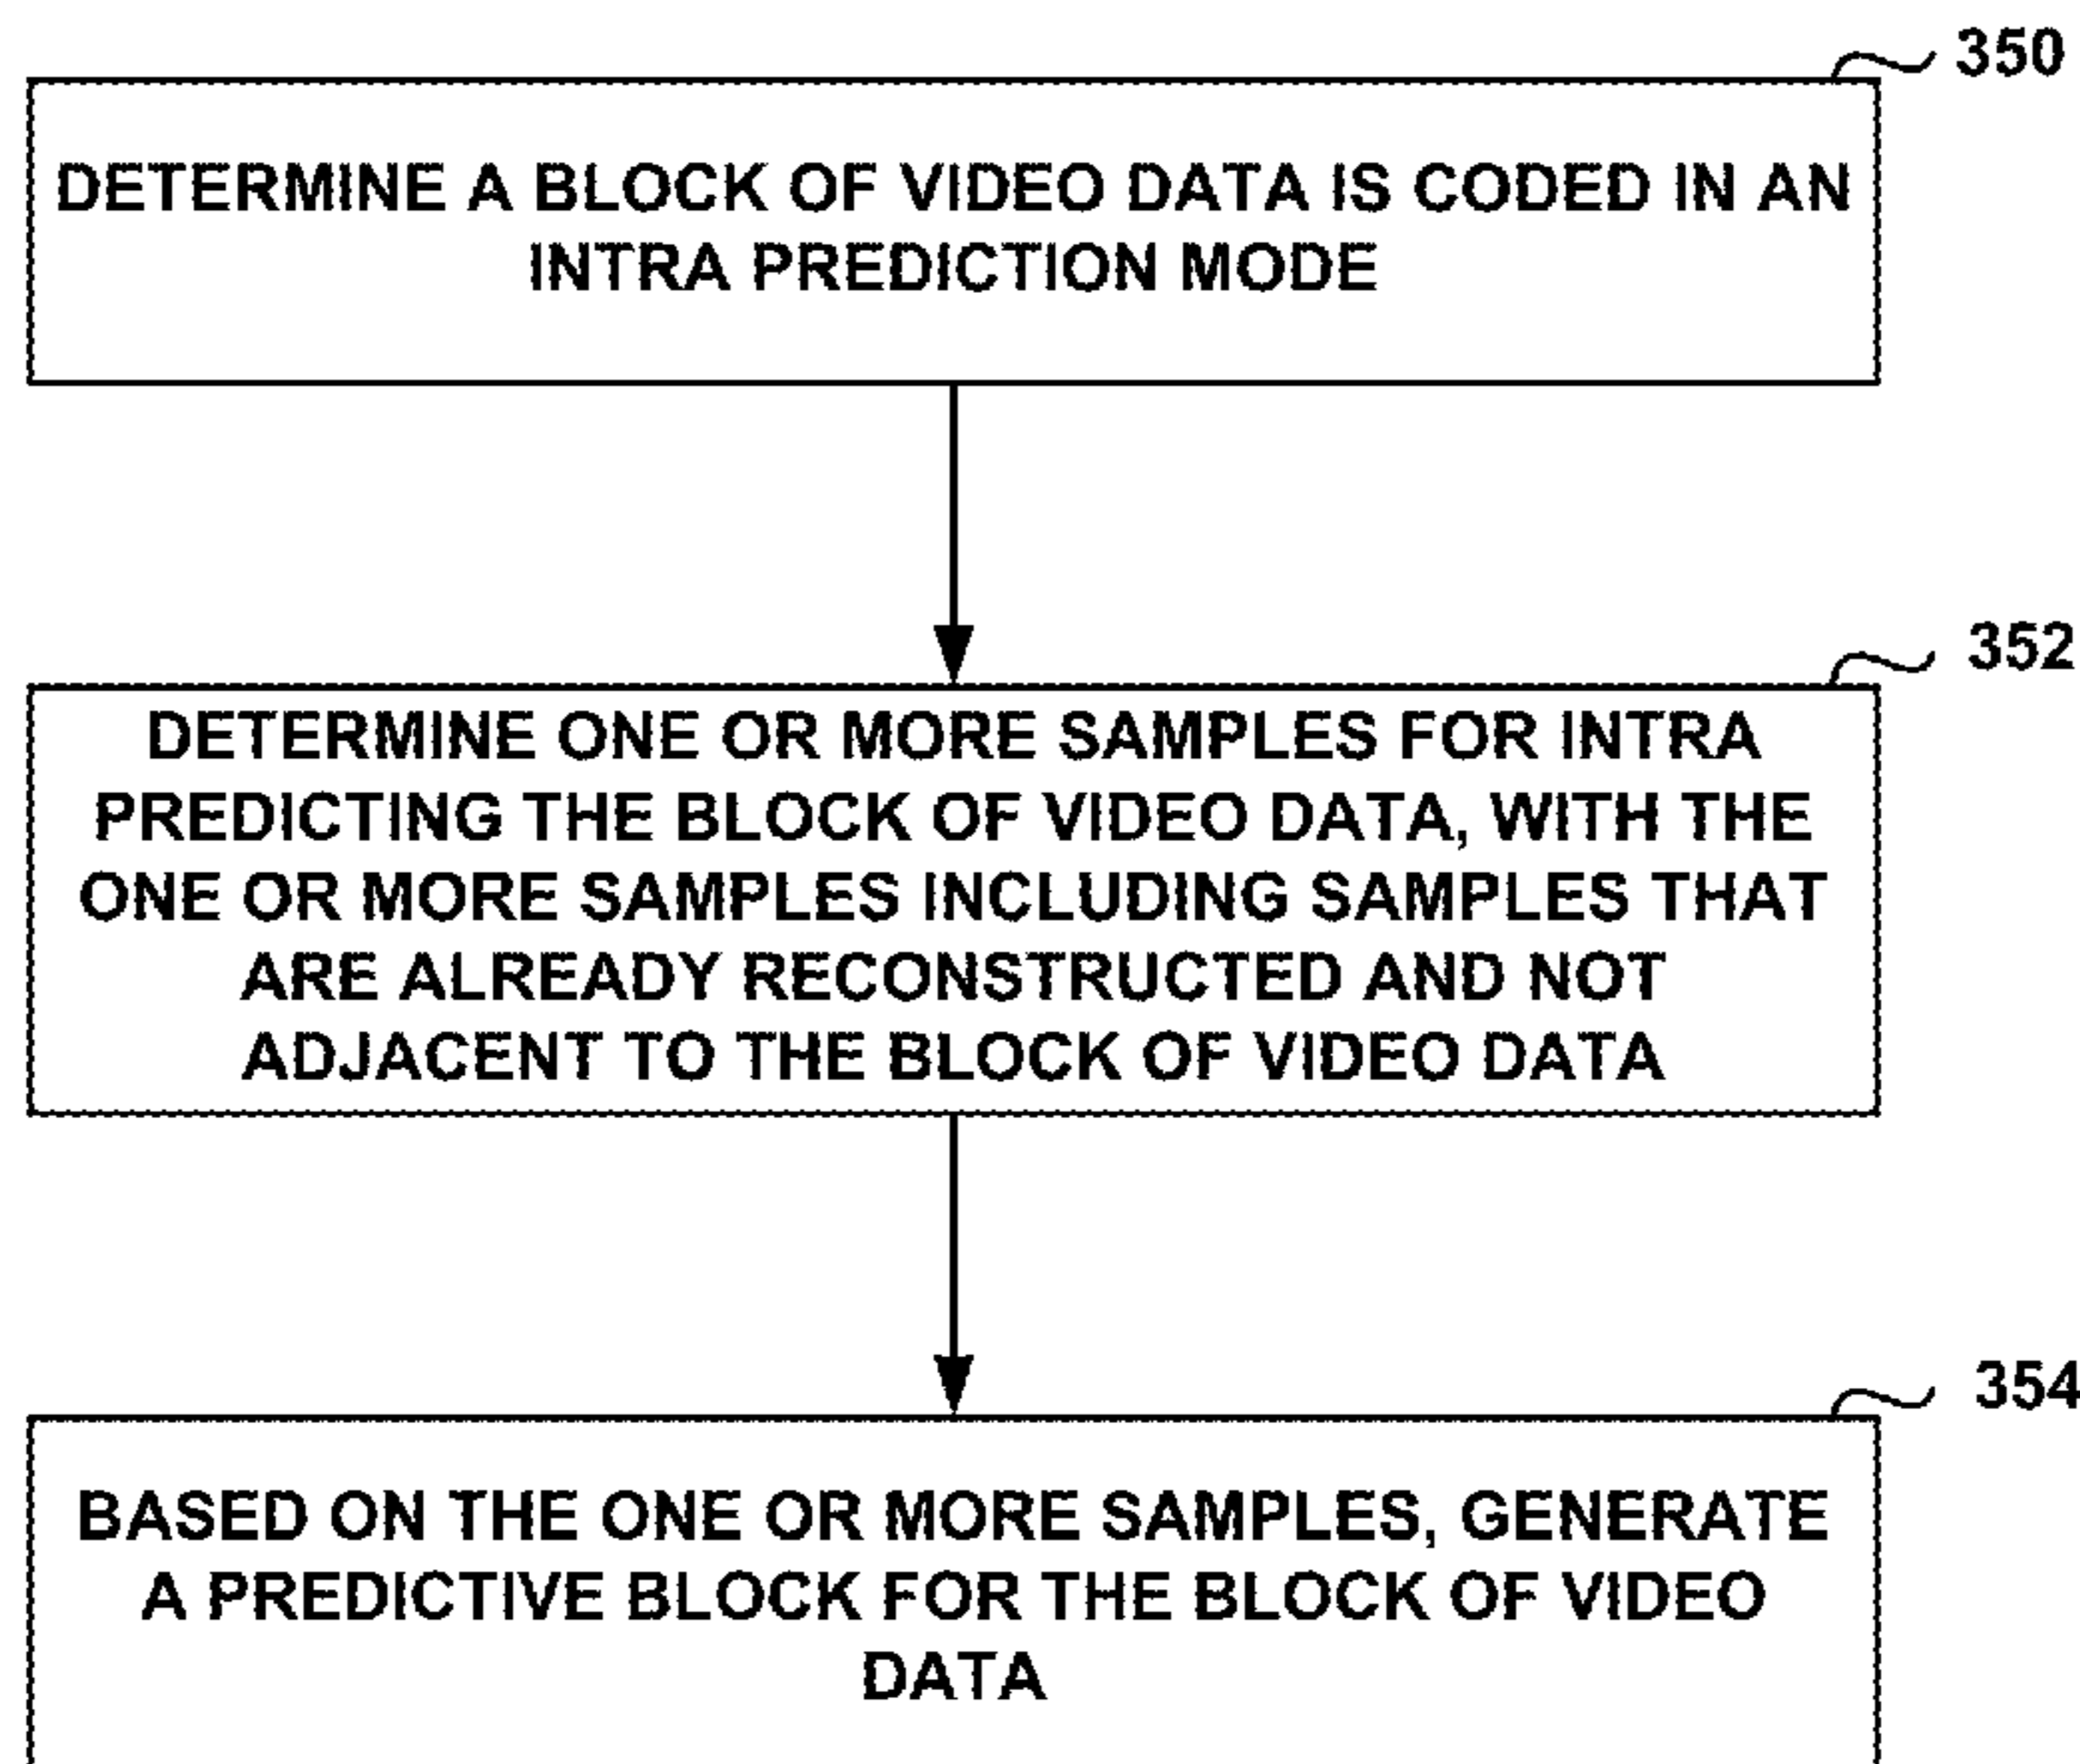 350
DETERMINE A BLOCK OF VIDEO DATA IS CODED IN AN
INTRA PREDICTION MODE
352
DETERMINE ONE OR MORE SAMPLES FOR INTRA
PREDICTING THE BLOCK OF VIDEO DATA, WITH THE
ONE OR MORE SAMPLES INCLUDING SAMPLES THAT
ARE ALREADY RECONSTRUCTED AND NOT
ADJACENT TO THE BLOCK OF VIDEO DATA
354
BASED ON THE ONE OR MORE SAMPLES, GENERATE
A PREDICTIVE BLOCK FOR THE BLOCK OF VIDEO
DATA